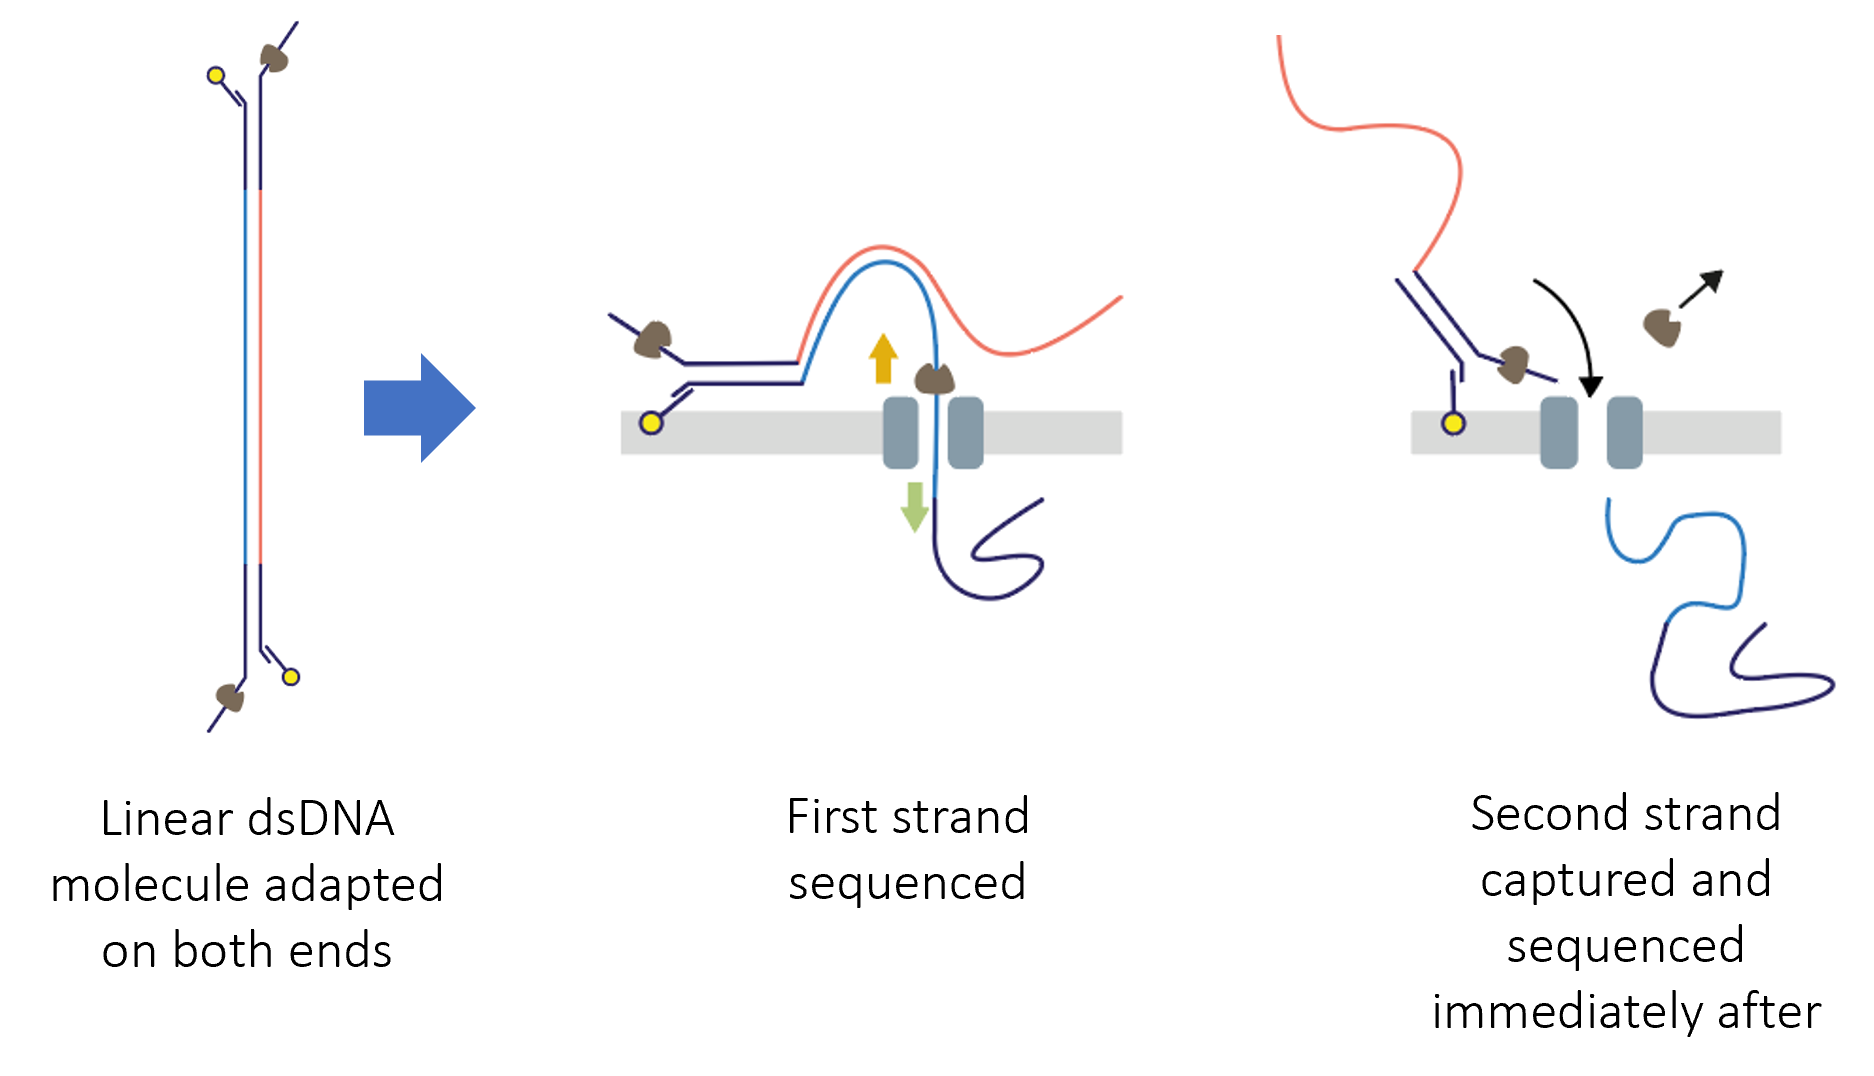 Linear dsDNA
molecule adapted
on both ends
First strand
sequenced
Second strand
captured and
sequenced
immediately after